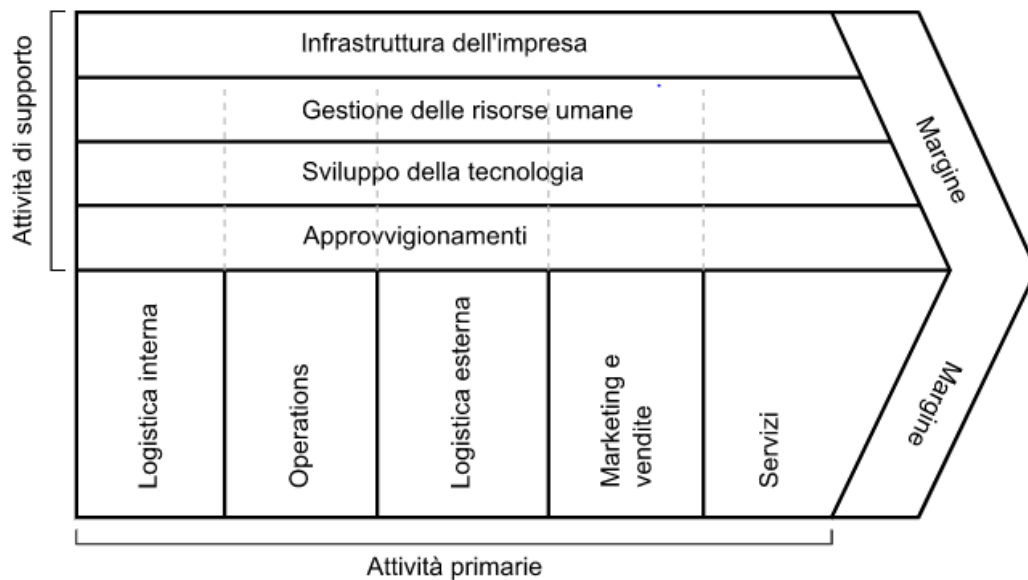 Attività di supporto
Infrastruttura dell'impresa
Gestione delle risorse umane
Sviluppo della tecnologia
Approvvigionamenti
Margine
Logistica interna
Operations
Logistica esterna
Marketing e
vendite
Servizi
Margine
Attività primarie